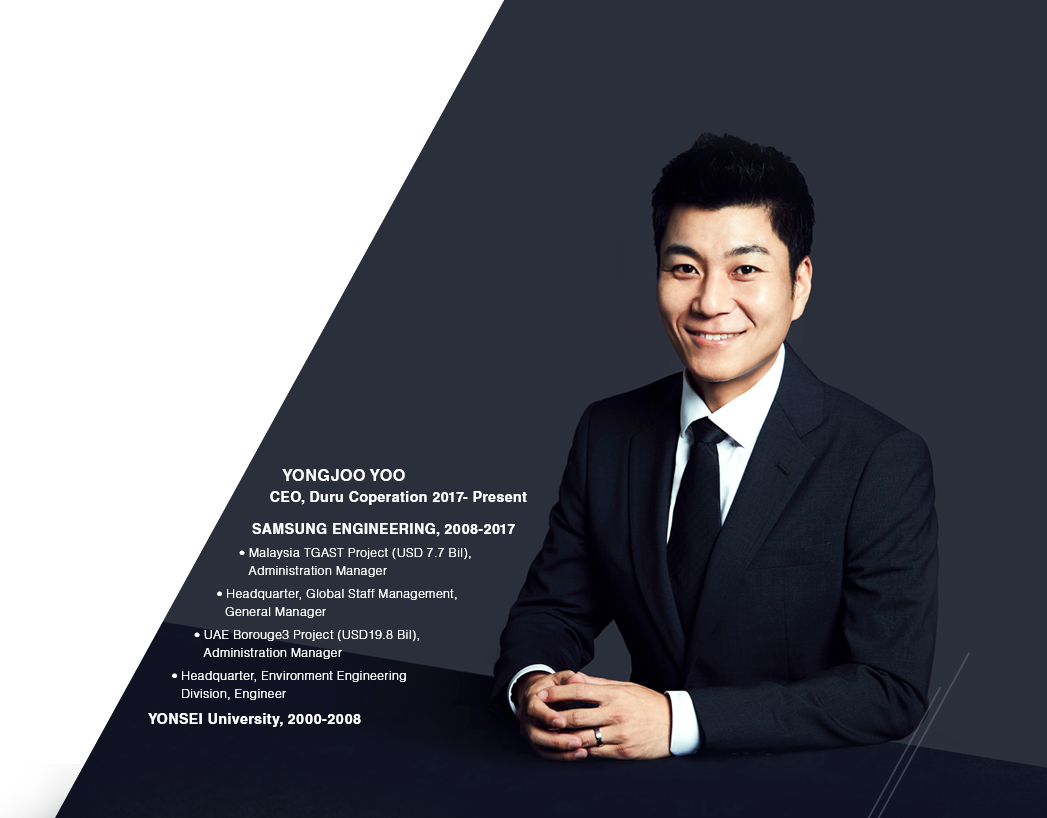 YONGJOO YOO
CEO, Duru Coperation 2017- Present
SAMSUNG ENGINEERING, 2008-2017
• Malaysia TGAST Project (USD 7.7 Bil),
Administration Manager
• Headquarter, Global Staff Management,
General Manager
• UAE Borouge3 Project (USD19.8 Bil),
Administration Manager
• Headquarter, Environment Engineering
Division, Engineer
YONSEI University, 2000-2008